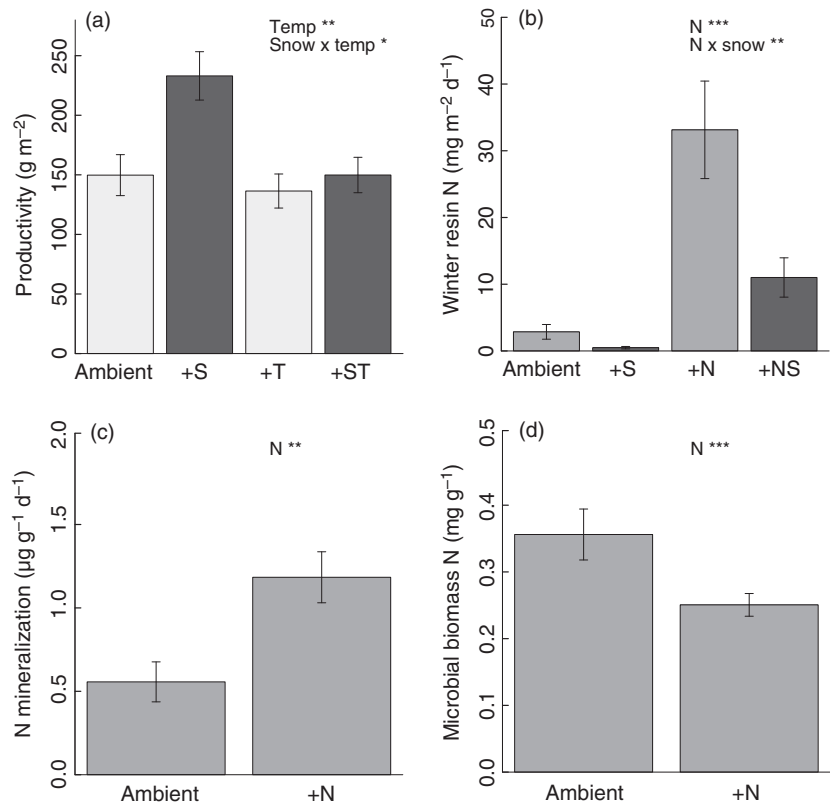 (a)
Temp **
Snow x temp *
Productivity (g m⁻²)
250
200
150
100
50
0
Ambient +S +T +ST
(b)
N ***
N x snow **
Winter resin N (mg m⁻² d⁻¹)
50
40
30
20
10
0
Ambient +S +N +NS
(c)
N **
N mineralization (µg g⁻¹ d⁻¹)
2.0
1.5
1.0
0.5
0.0
Ambient +N
(d)
N ***
Microbial biomass N (mg g⁻¹)
0.5
0.4
0.3
0.2
0.1
0.0
Ambient +N